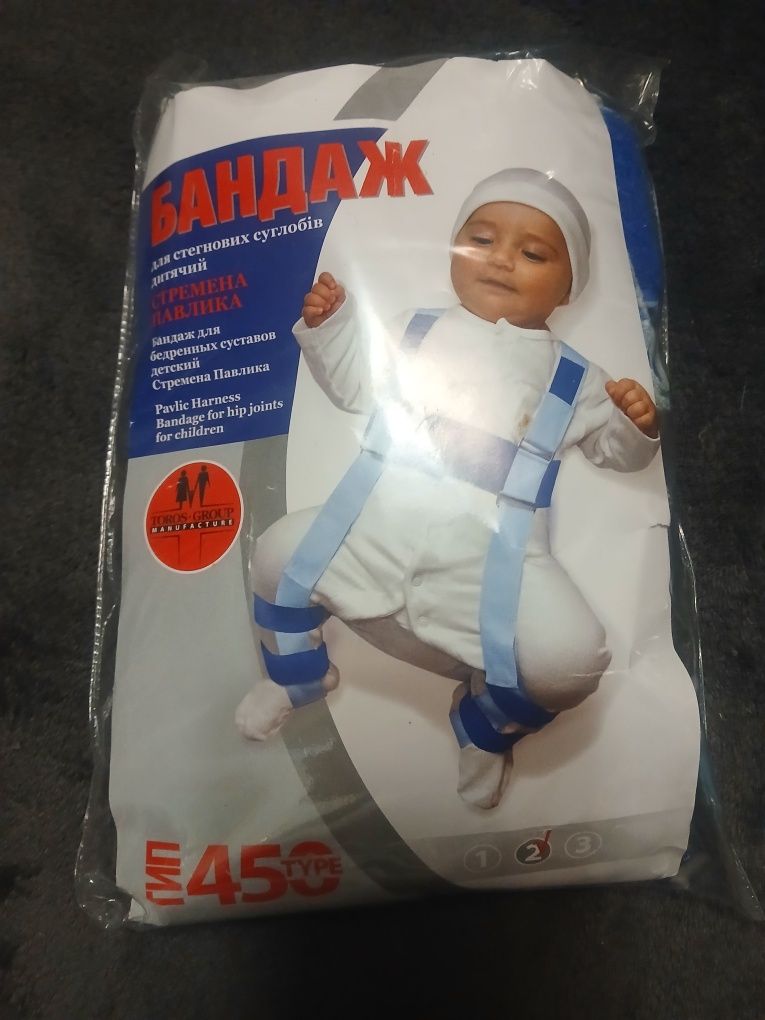 БАНДАЖ
для стегнових суглобів
дитячий
СТРЕМЕНА
ПАВЛИКА
Бандаж для
бедренных суставов
детский
Стремена Павлика
Pavlic Harness
Bandage for hip joints
for children
TOROS-GROUP
MANUFACTURE
ТИП 450 TYPE
1 2 3